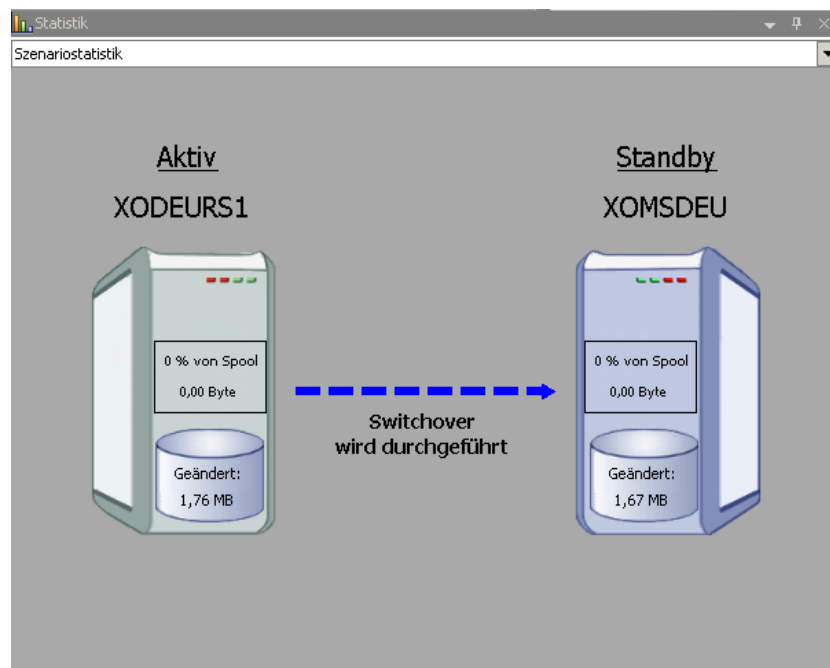 Statistik
Szenariostatistik
Aktiv
XODEURS1
Standby
XOMSDEU
0 % von Spool
0,00 Byte
Geändert:
1,76 MB
Switchover
wird durchgeführt
0 % von Spool
0,00 Byte
Geändert:
1,67 MB